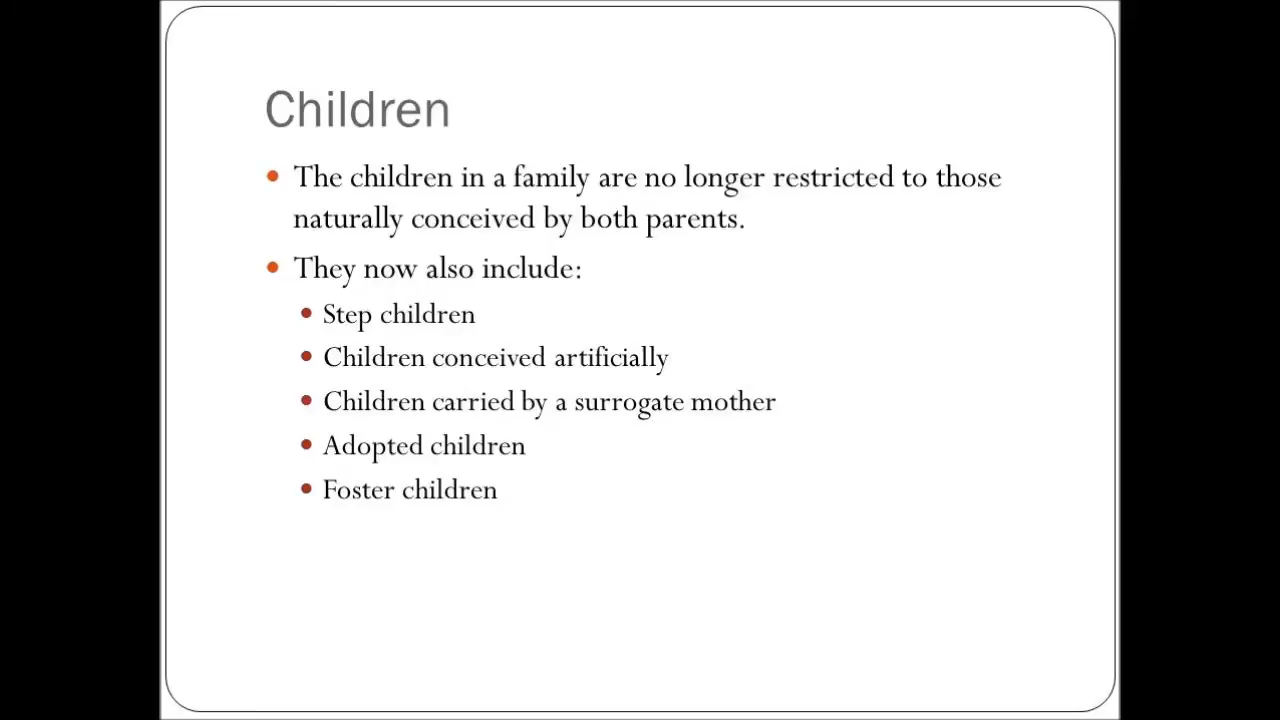 Children
• The children in a family are no longer restricted to those
naturally conceived by both parents.
• They now also include:
• Step children
• Children conceived artificially
• Children carried by a surrogate mother
• Adopted children
• Foster children